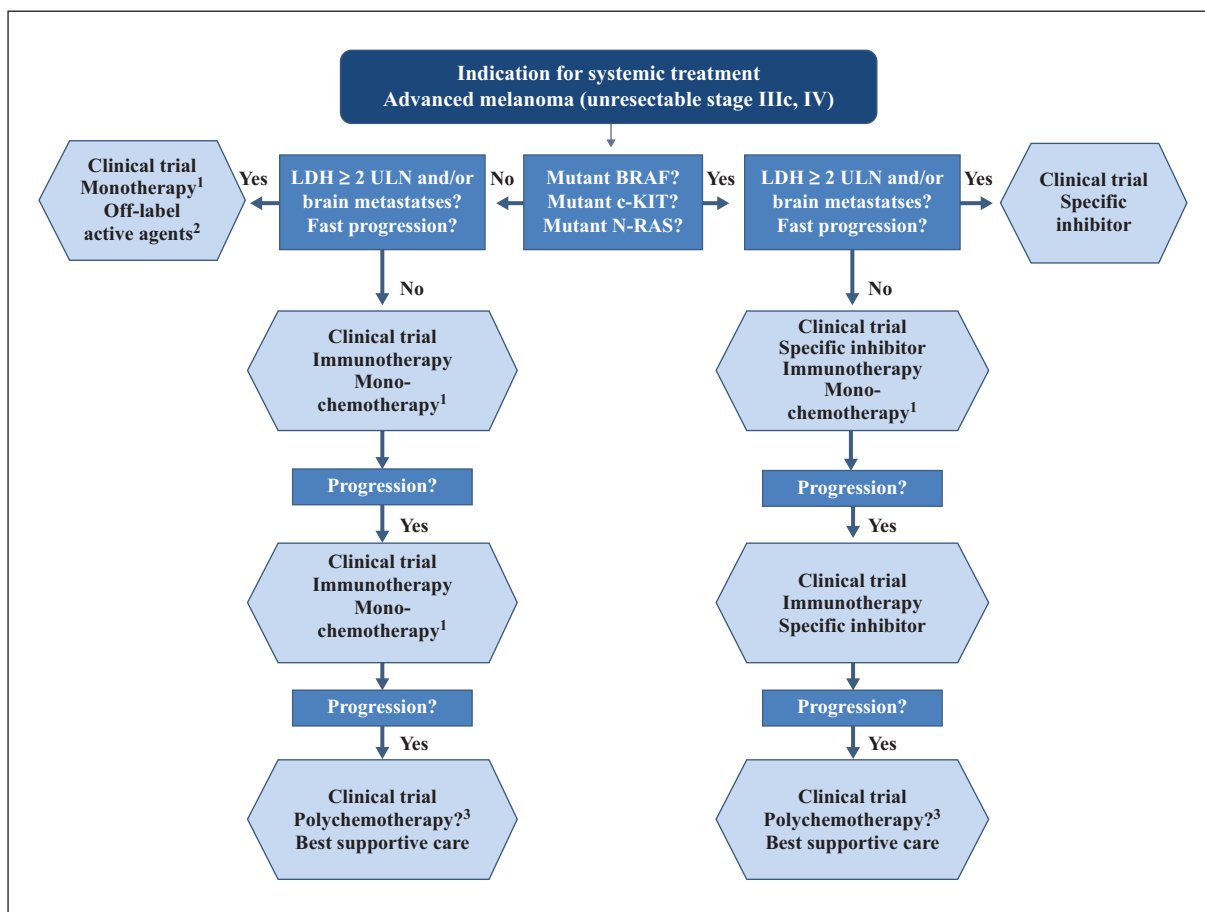 Indication for systemic treatment
Advanced melanoma (unresectable stage IIIc, IV)
Clinical trial
Monotherapy¹
Off-label
active agents²
Yes
LDH ≥ 2 ULN and/or
brain metastatses?
Fast progression?
No
Mutant BRAF?
Mutant c-KIT?
Mutant N-RAS?
Yes
LDH ≥ 2 ULN and/or
brain metastatses?
Fast progression?
Yes
Clinical trial
Specific
inhibitor
No
Clinical trial
Immunotherapy
Mono-
chemotherapy¹
Progression?
Yes
Clinical trial
Immunotherapy
Mono-
chemotherapy¹
Progression?
Yes
Clinical trial
Polychemotherapy?³
Best supportive care
No
Clinical trial
Specific inhibitor
Immunotherapy
Mono-
chemotherapy¹
Progression?
Yes
Clinical trial
Immunotherapy
Specific inhibitor
Progression?
Yes
Clinical trial
Polychemotherapy?³
Best supportive care